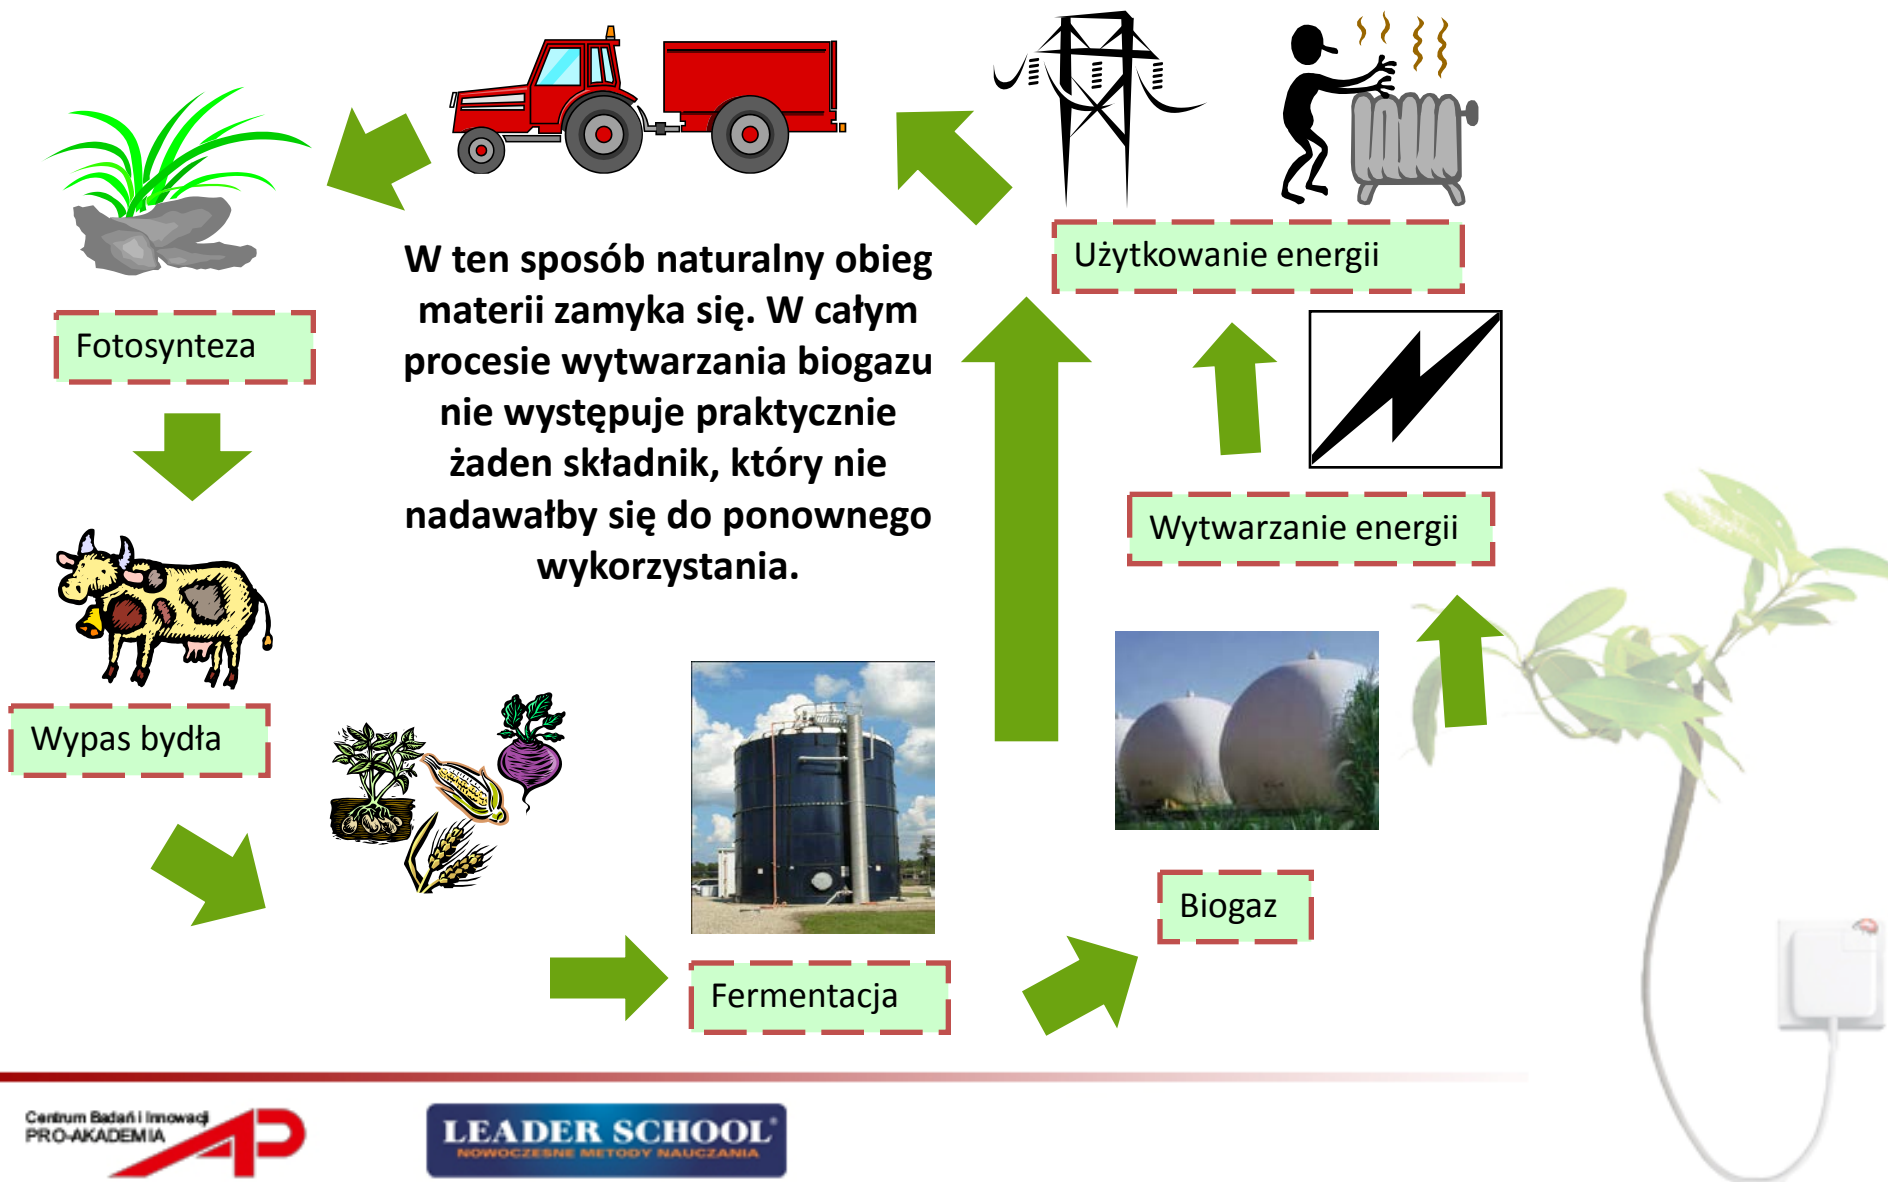 Użytkowanie energii
W ten sposób naturalny obieg
materii zamyka się. W całym
procesie wytwarzania biogazu
nie występuje praktycznie
żaden składnik, który nie
nadawałby się do ponownego
wykorzystania.
Fotosynteza
Wytwarzanie energii
Wypas bydła
Biogaz
Fermentacja
Centrum Badań i Innowacji
PRO-AKADEMIA
LEADER SCHOOL®
NOWOCZESNE METODY NAUCZANIA